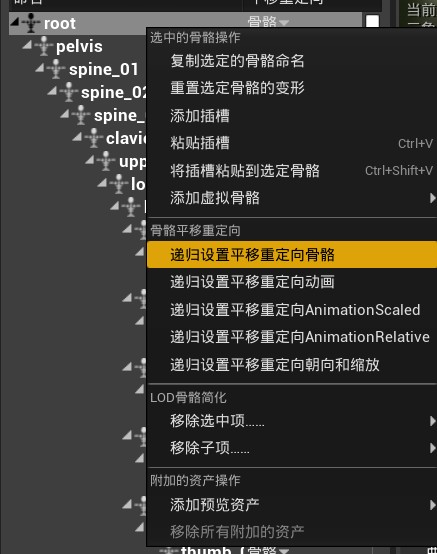 当前
root 骨骼
选中的骨骼操作
pelvis
复制选定的骨骼命名
spine_01
重置选定骨骼的变形
spine_02
添加插槽
spine_
粘贴插槽 Ctrl+V
clavic
将插槽粘贴到选定骨骼 Ctrl+Shift+V
upp
添加虚拟骨骼
lo
骨骼平移重定向
递归设置平移重定向骨骼
递归设置平移重定向动画
递归设置平移重定向AnimationScaled
递归设置平移重定向AnimationRelative
递归设置平移重定向朝向和缩放
LOD骨骼简化
移除选中项......
移除子项......
附加的资产操作
添加预览资产
移除所有附加的资产
thumb_ 骨骼